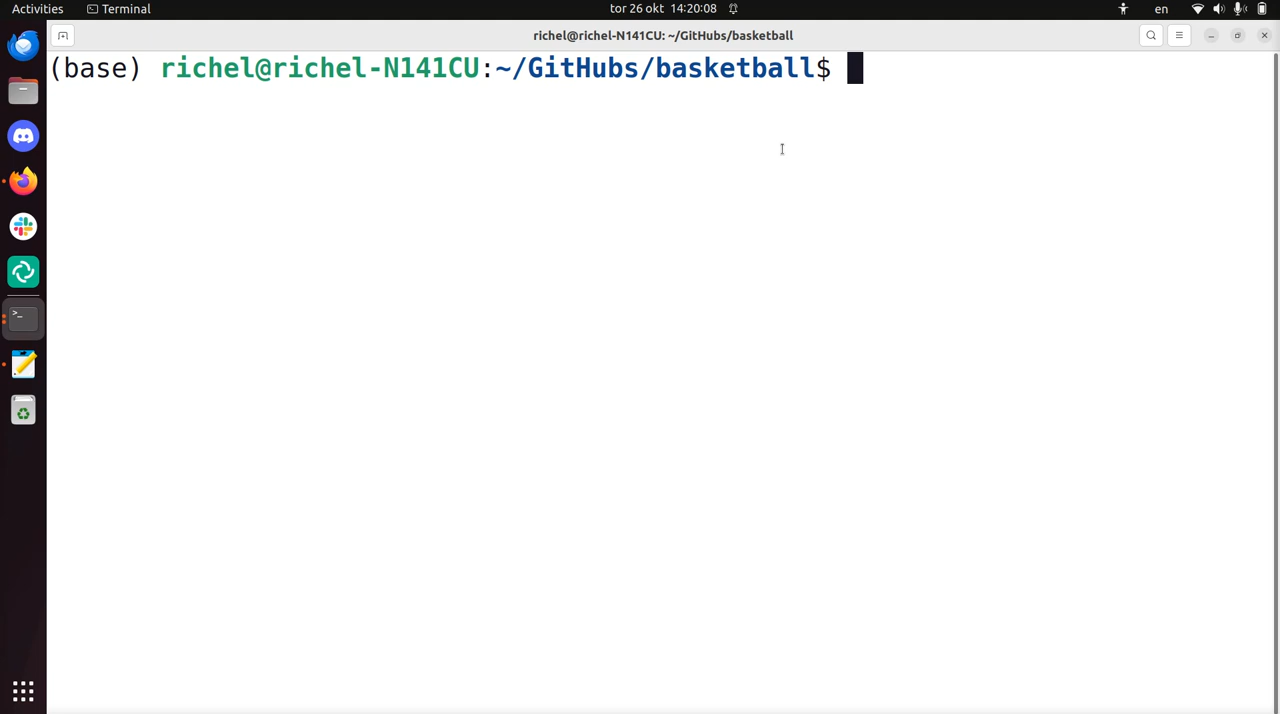 Activities Terminal tor 26 okt 14:20:08 en
richel@richel-N141CU: ~/GitHubs/basketball
(base) richel@richel-N141CU:~/GitHubs/basketball$
>_